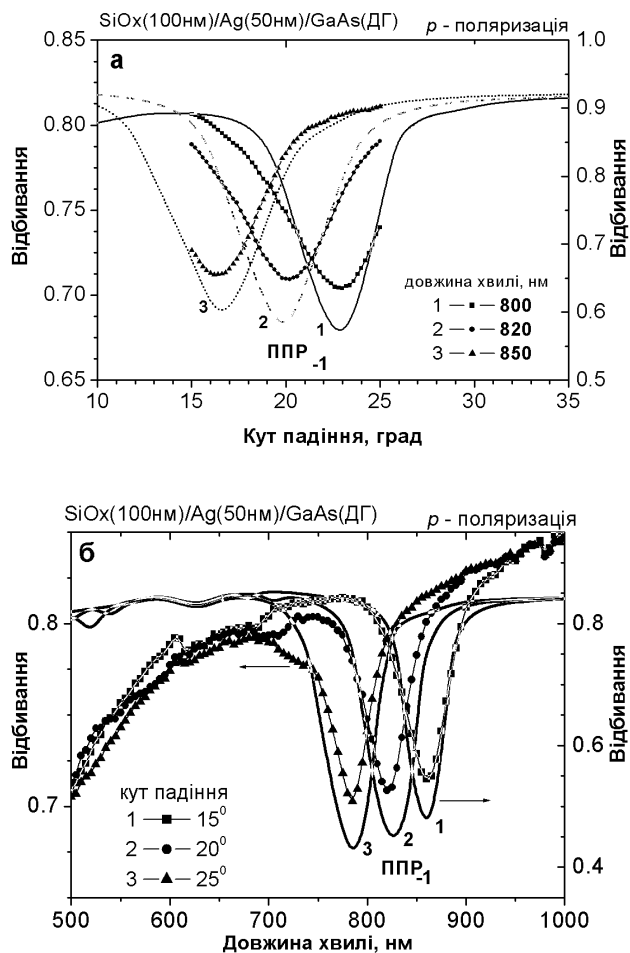 SiOx(100нм)/Ag(50нм)/GaAs(ДГ)
p - поляризація
а
0.85
0.80
0.75
0.70
0.65
Відбивання
1.0
0.9
0.8
0.7
0.6
0.5
Відбивання
3
2
1
ППР-1
довжина хвилі, нм
1 800
2 820
3 850
10 15 20 25 30 35
Кут падіння, град
SiOx(100нм)/Ag(50нм)/GaAs(ДГ)
p - поляризація
б
0.8
0.7
Відбивання
0.8
0.6
0.4
Відбивання
кут падіння
1 15⁰
2 20⁰
3 25⁰
3
2
1
ППР-1
500 600 700 800 900 1000
Довжина хвилі, нм